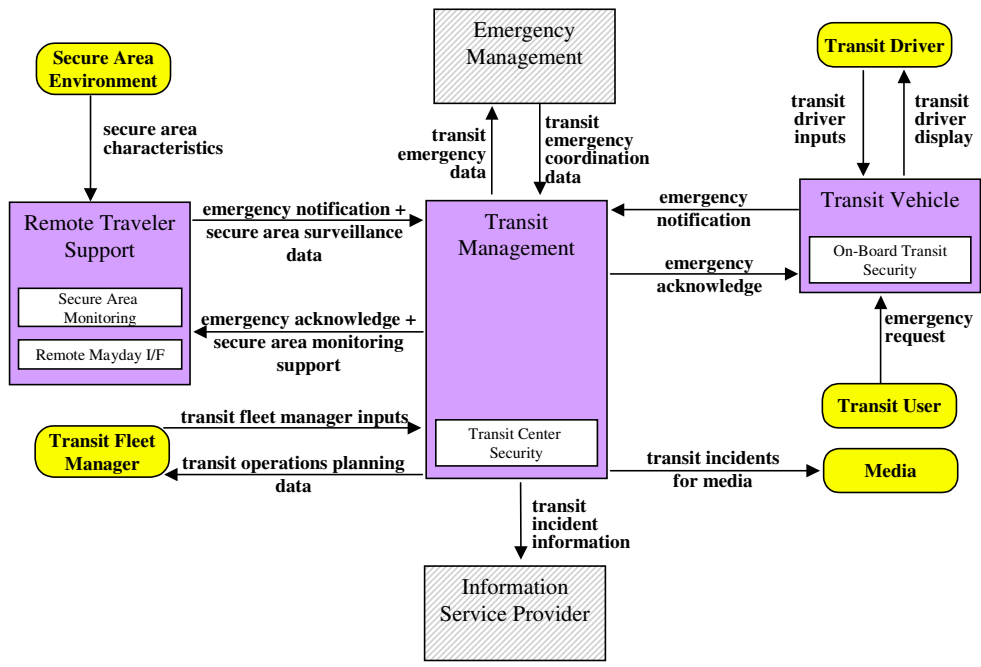 Emergency
Management
Transit Driver
Secure Area
Environment
secure area
characteristics
transit
emergency
data
transit
emergency
coordination
data
transit
driver
inputs
transit
driver
display
Remote Traveler
Support
Secure Area
Monitoring
Remote Mayday I/F
emergency notification +
secure area surveillance
data
emergency acknowledge +
secure area monitoring
support
Transit
Management
Transit Center
Security
emergency
notification
emergency
acknowledge
Transit Vehicle
On-Board Transit
Security
emergency
request
Transit User
Transit Fleet
Manager
transit fleet manager inputs
transit operations planning
data
transit incidents
for media
Media
transit
incident
information
Information
Service Provider